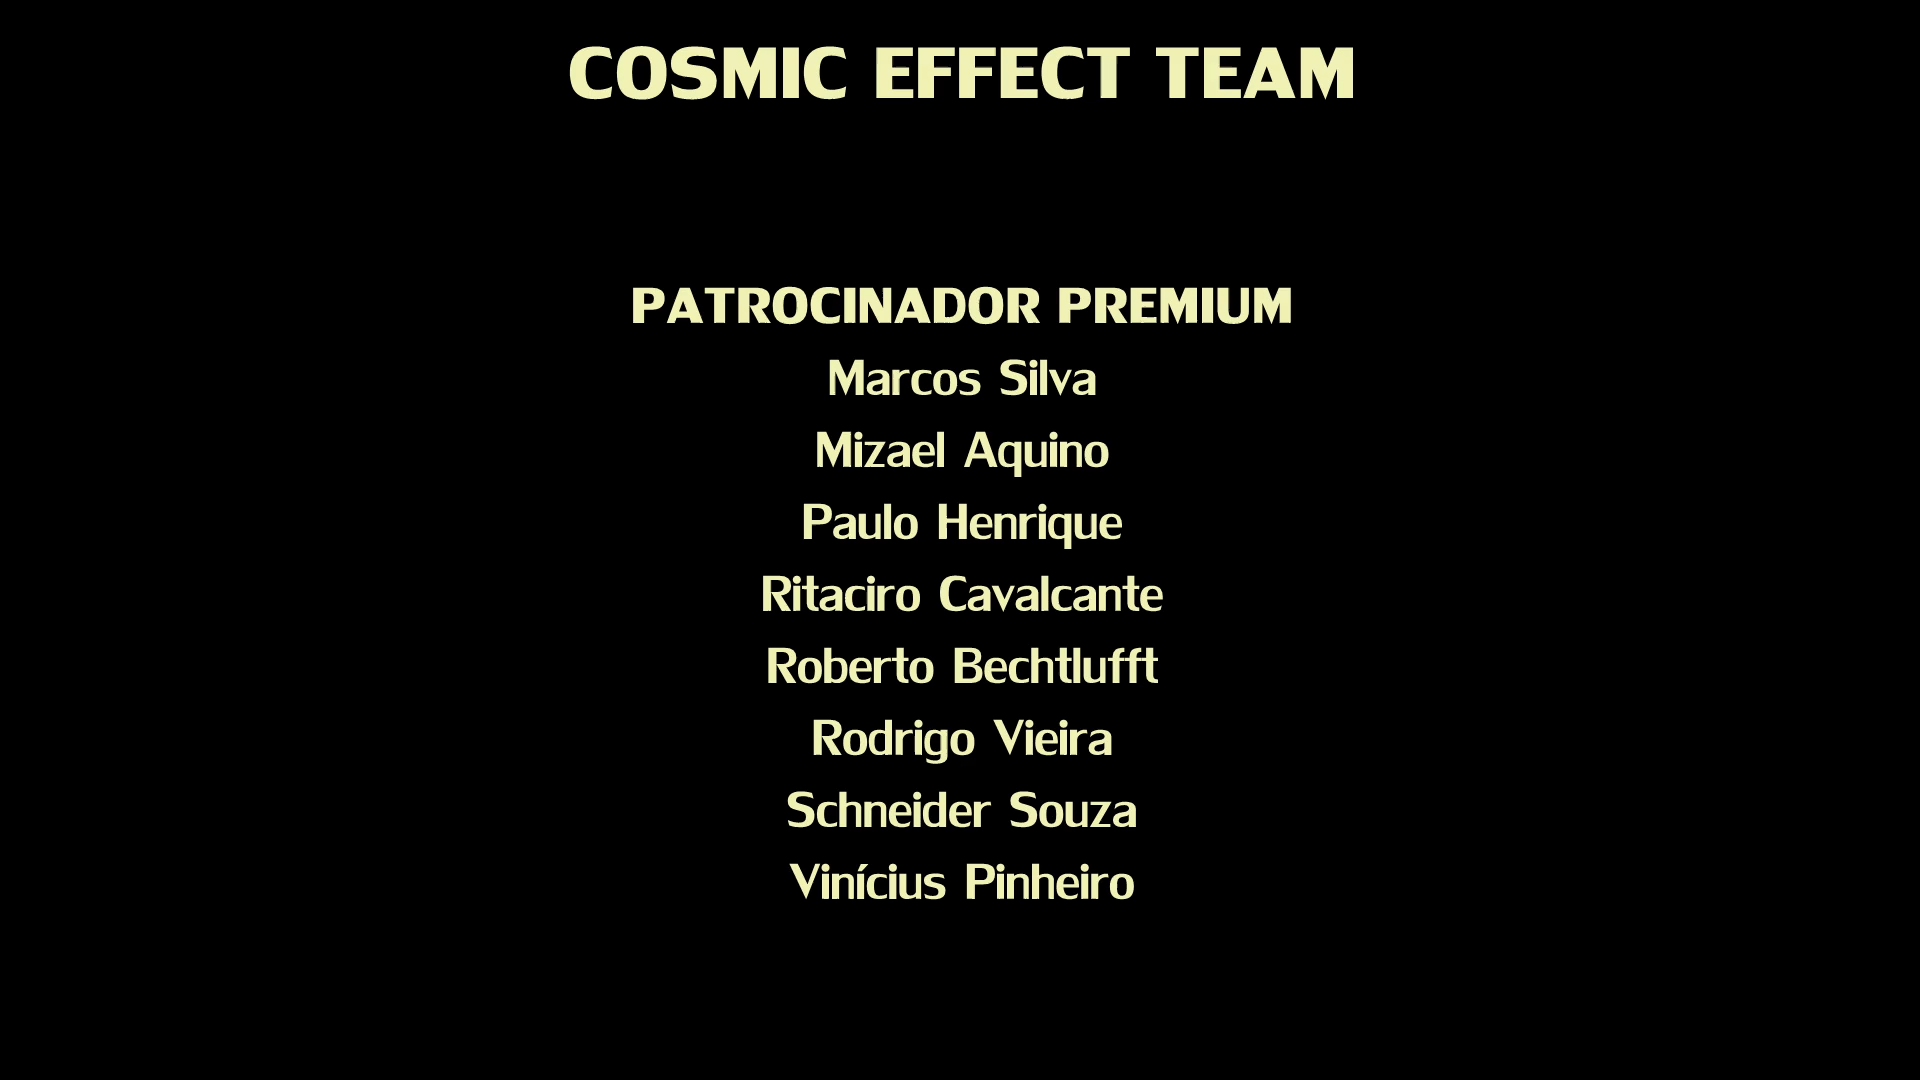 COSMIC EFFECT TEAM
PATROCINADOR PREMIUM
Marcos Silva
Mizael Aquino
Paulo Henrique
Ritaciro Cavalcante
Roberto Bechtlufft
Rodrigo Vieira
Schneider Souza
Vinícius Pinheiro